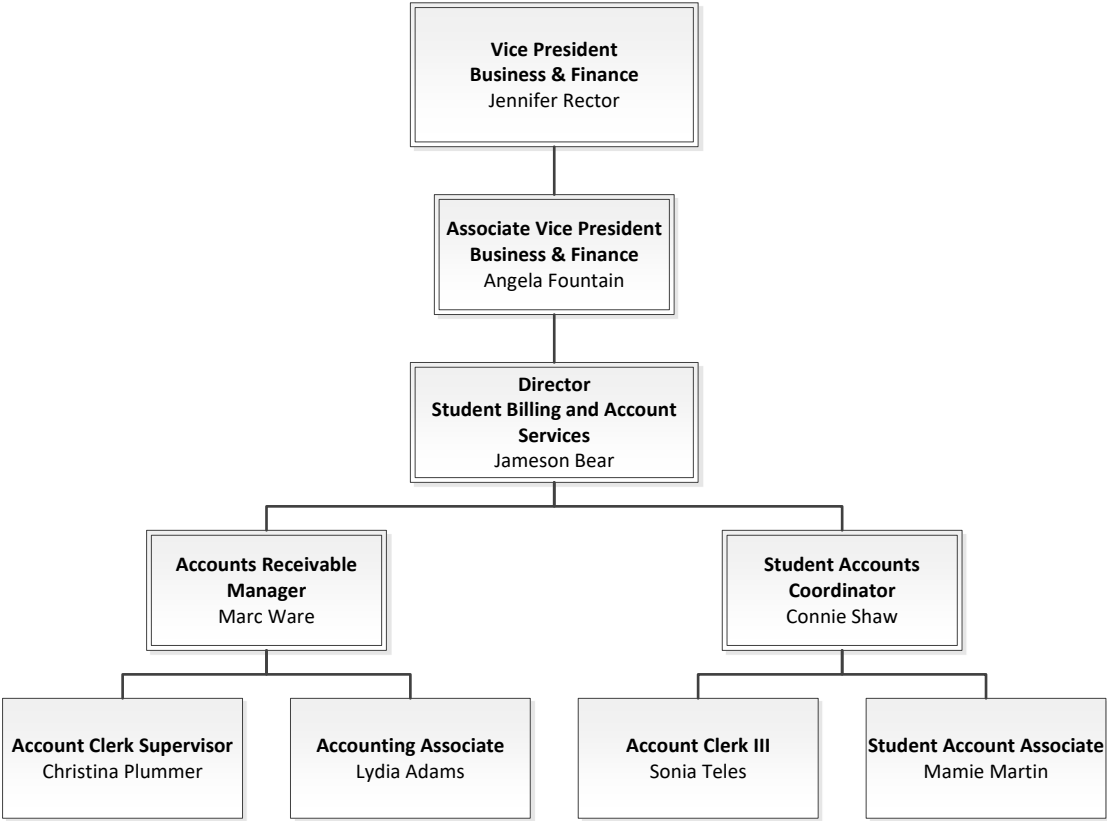 Vice President
Business & Finance
Jennifer Rector
Associate Vice President
Business & Finance
Angela Fountain
Director
Student Billing and Account
Services
Jameson Bear
Accounts Receivable
Manager
Marc Ware
Student Accounts
Coordinator
Connie Shaw
Account Clerk Supervisor
Christina Plummer
Accounting Associate
Lydia Adams
Account Clerk III
Sonia Teles
Student Account Associate
Mamie Martin